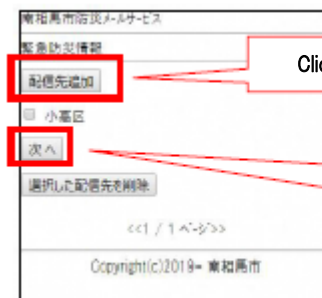 南相馬市防災メールサービス
緊急防災情報
配信先追加
Clic
小高区
次へ
選択した配信先を削除
<<1 / 1 ページ>>
Copyright(c)2019- 南相馬市